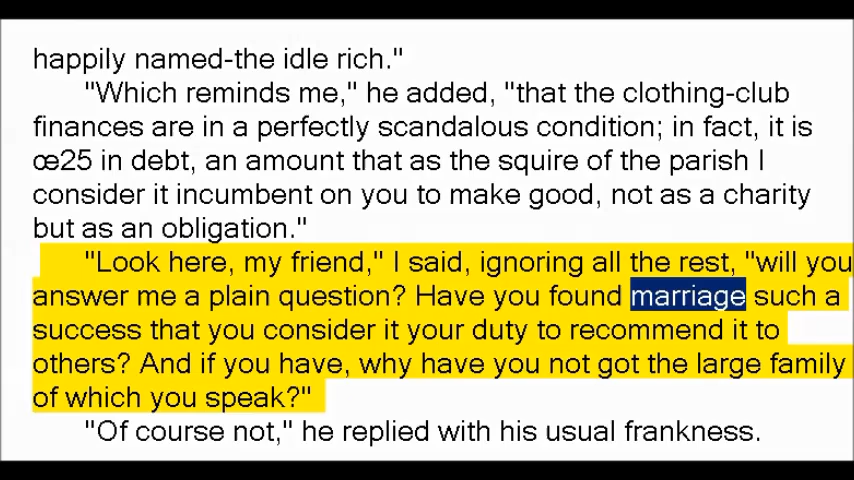 happily named-the idle rich."
"Which reminds me," he added, "that the clothing-club
finances are in a perfectly scandalous condition; in fact, it is
œ25 in debt, an amount that as the squire of the parish I
consider it incumbent on you to make good, not as a charity
but as an obligation."
"Look here, my friend," I said, ignoring all the rest, "will you
answer me a plain question? Have you found marriage such a
success that you consider it your duty to recommend it to
others? And if you have, why have you not got the large family
of which you speak?"
"Of course not," he replied with his usual frankness.